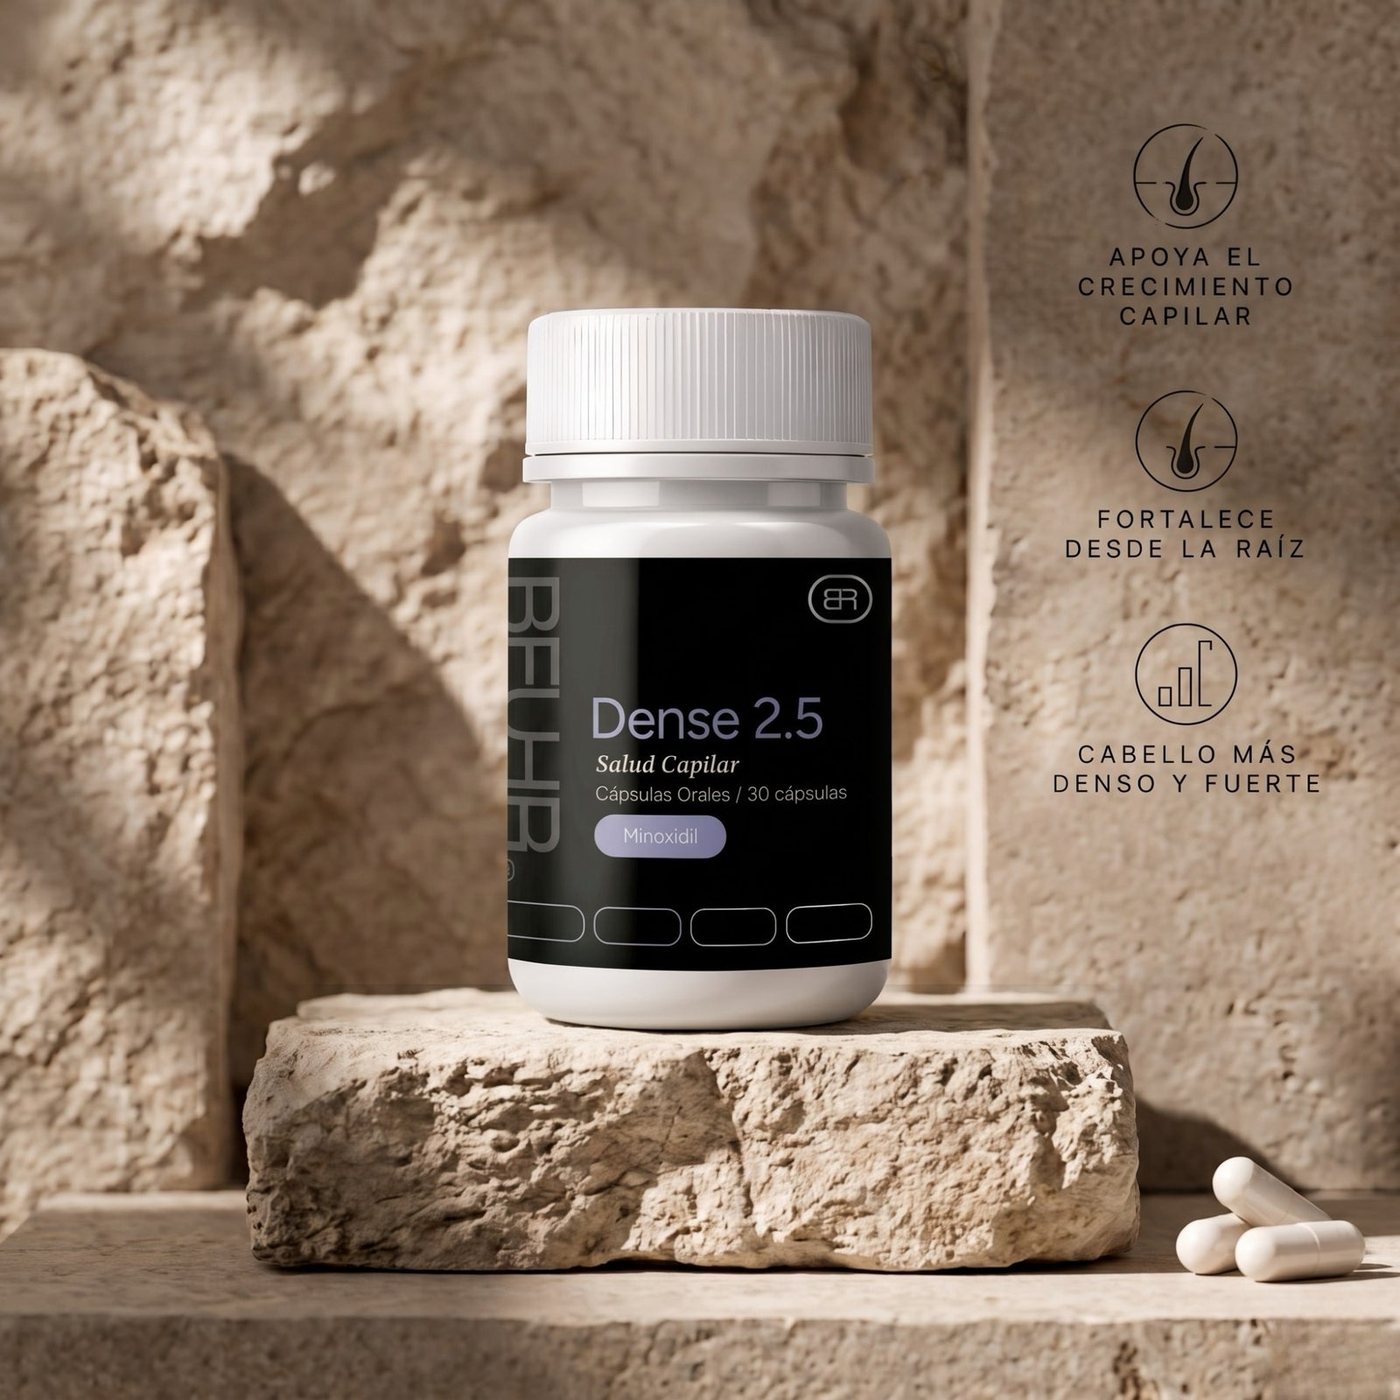 APOYA EL
CRECIMIENTO
CAPILAR
FORTALECE
DESDE LA RAÍZ
CABELLO MÁS
DENSO Y FUERTE
BR
Dense 2.5
Salud Capilar
Cápsulas Orales / 30 cápsulas
Minoxidil